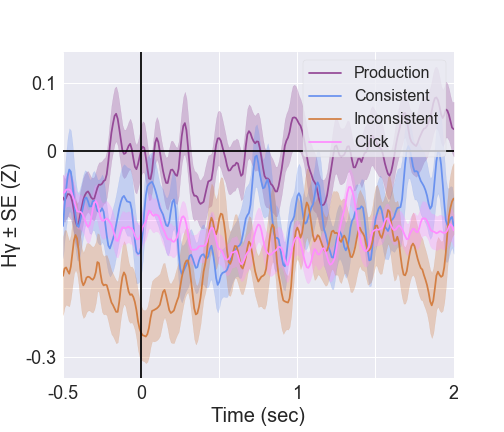 Production
Consistent
Inconsistent
Click
0.1
0
-0.3
Hγ ± SE (Z)
-0.5
0
1
2
Time (sec)